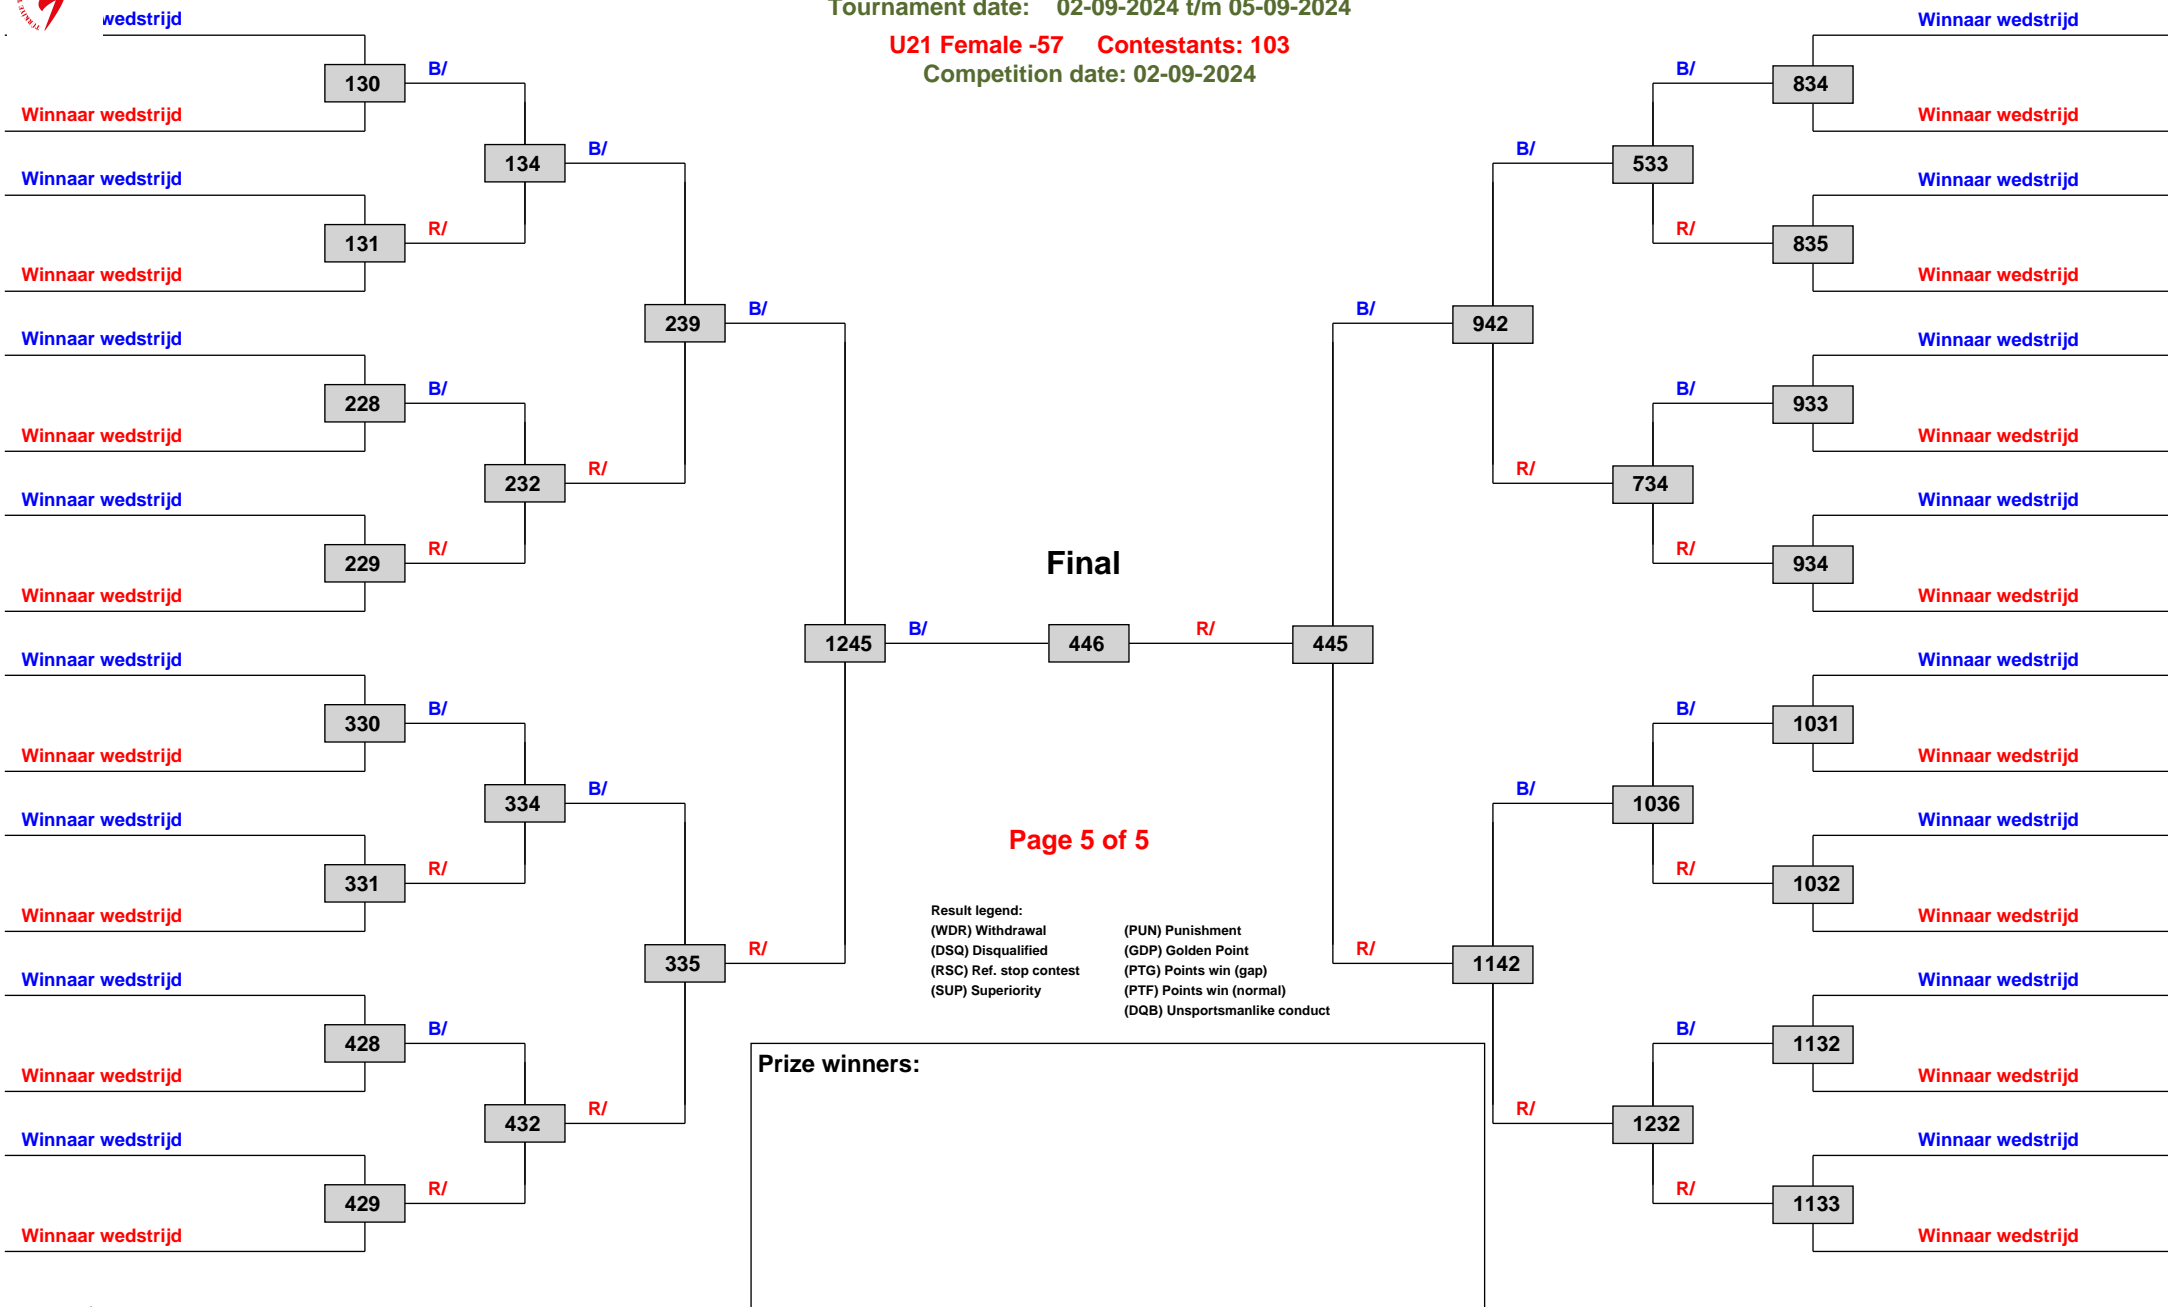 Tournament date: 02-09-2024 t/m 05-09-2024
U21 Female -57 Contestants: 103
Competition date: 02-09-2024
wedstrijd
130
B/
Winnaar wedstrijd
134
B/
Winnaar wedstrijd
131
R/
Winnaar wedstrijd
239
B/
Winnaar wedstrijd
228
B/
Winnaar wedstrijd
232
R/
Winnaar wedstrijd
229
R/
Winnaar wedstrijd
1245
B/
Winnaar wedstrijd
330
B/
Winnaar wedstrijd
334
B/
Winnaar wedstrijd
331
R/
Winnaar wedstrijd
335
R/
Winnaar wedstrijd
428
B/
Winnaar wedstrijd
432
R/
Winnaar wedstrijd
429
R/
Winnaar wedstrijd
Final
446
R/
445
Page 5 of 5
Result legend:
(WDR) Withdrawal (PUN) Punishment
(DSQ) Disqualified (GDP) Golden Point
(RSC) Ref. stop contest (PTG) Points win (gap)
(SUP) Superiority (PTF) Points win (normal)
(DQB) Unsportsmanlike conduct
Prize winners:
Winnaar wedstrijd
B/
834
Winnaar wedstrijd
B/
533
Winnaar wedstrijd
R/
835
Winnaar wedstrijd
B/
942
Winnaar wedstrijd
B/
933
Winnaar wedstrijd
R/
734
Winnaar wedstrijd
R/
934
Winnaar wedstrijd
Winnaar wedstrijd
B/
1031
Winnaar wedstrijd
B/
1036
Winnaar wedstrijd
R/
1032
Winnaar wedstrijd
R/
1142
Winnaar wedstrijd
B/
1132
Winnaar wedstrijd
R/
1232
Winnaar wedstrijd
R/
1133
Winnaar wedstrijd